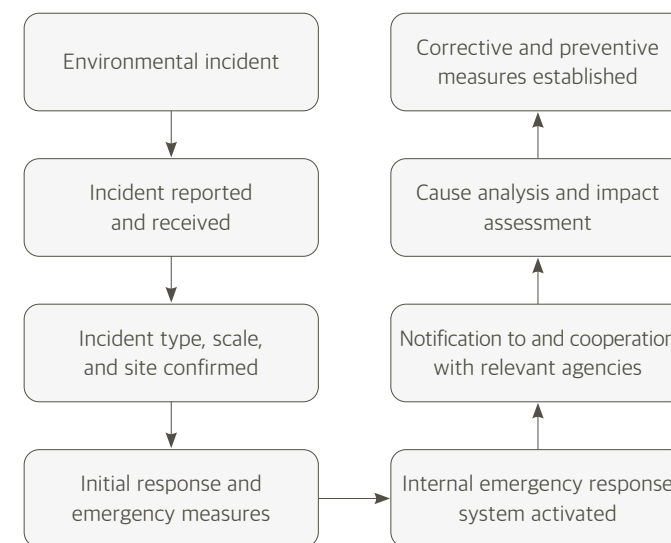 Environmental incident
Incident reported
and received
Incident type, scale,
and site confirmed
Initial response and
emergency measures
Internal emergency response
system activated
Notification to and cooperation
with relevant agencies
Cause analysis and impact
assessment
Corrective and preventive
measures established